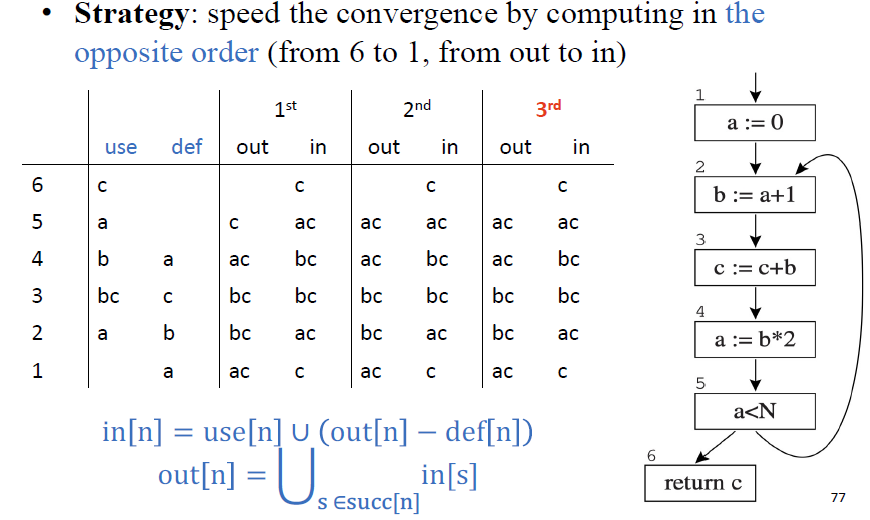 • Strategy: speed the convergence by computing in the
opposite order (from 6 to 1, from out to in)
1st 2nd 3rd
use def out in out in out in
6 c c c c
5 a c ac ac ac ac ac
4 b a ac bc ac bc ac bc
3 bc c bc bc bc bc bc bc
2 a b bc ac bc ac bc ac
1 a ac c ac c ac c
in[n] = use[n] ∪ (out[n] − def[n])
out[n] = ⋃ s ∈succ[n] in[s]
1
a := 0
2
b := a+1
3
c := c+b
4
a := b*2
5
a<N
6
return c
77